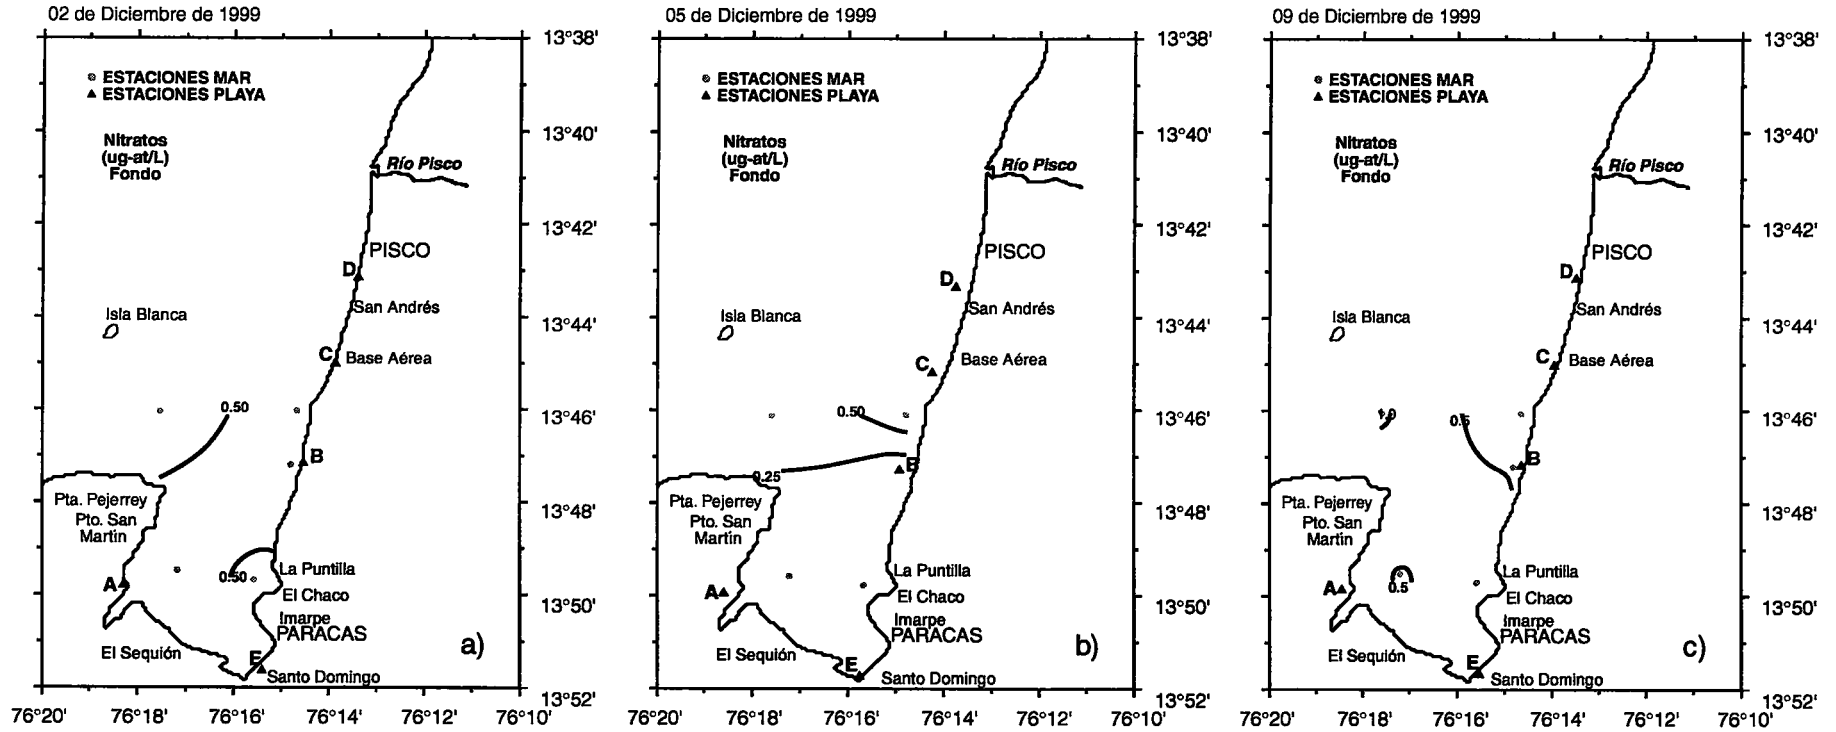 02 de Diciembre de 1999
ESTACIONES MAR
ESTACIONES PLAYA
Nitratos
(ug-at/L)
Fondo
Río Pisco
PISCO
D
San Andrés
Isla Blanca
C
Base Aérea
0.50
B
Pta. Pejerrey
Pto. San
Martín
0.50
La Puntilla
A
El Chaco
Imarpe
PARACAS
a)
El Sequión
E
Santo Domingo
13°38'
13°40'
13°42'
13°44'
13°46'
13°48'
13°50'
13°52'
76°20'
76°18'
76°16'
76°14'
76°12'
76°10'
05 de Diciembre de 1999
ESTACIONES MAR
ESTACIONES PLAYA
Nitratos
(ug-at/L)
Fondo
Río Pisco
PISCO
D
San Andrés
Isla Blanca
C
Base Aérea
0.50
B
0.25
Pta. Pejerrey
Pto. San
Martín
La Puntilla
A
El Chaco
Imarpe
PARACAS
b)
El Sequión
E
Santo Domingo
13°38'
13°40'
13°42'
13°44'
13°46'
13°48'
13°50'
13°52'
76°20'
76°18'
76°16'
76°14'
76°12'
76°10'
09 de Diciembre de 1999
ESTACIONES MAR
ESTACIONES PLAYA
Nitratos
(ug-at/L)
Fondo
Río Pisco
PISCO
D
San Andrés
Isla Blanca
C
Base Aérea
1.0
0.5
B
Pta. Pejerrey
Pto. San
Martín
La Puntilla
A
0.5
El Chaco
Imarpe
PARACAS
c)
El Sequión
E
Santo Domingo
13°38'
13°40'
13°42'
13°44'
13°46'
13°48'
13°50'
13°52'
76°20'
76°18'
76°16'
76°14'
76°12'
76°10'